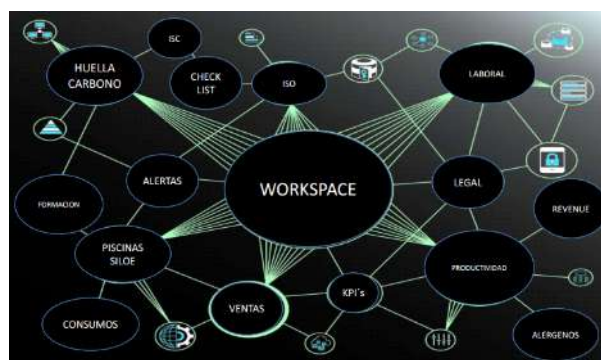 ISC
HUELLA
CARBONO
CHECK
LIST
ISO
LABORAL
ALERTAS
WORKSPACE
LEGAL
FORMACION
REVENUE
PISCINAS
SILOE
PRODUCTIVIDAD
VENTAS
KPI´s
CONSUMOS
ALERGENOS